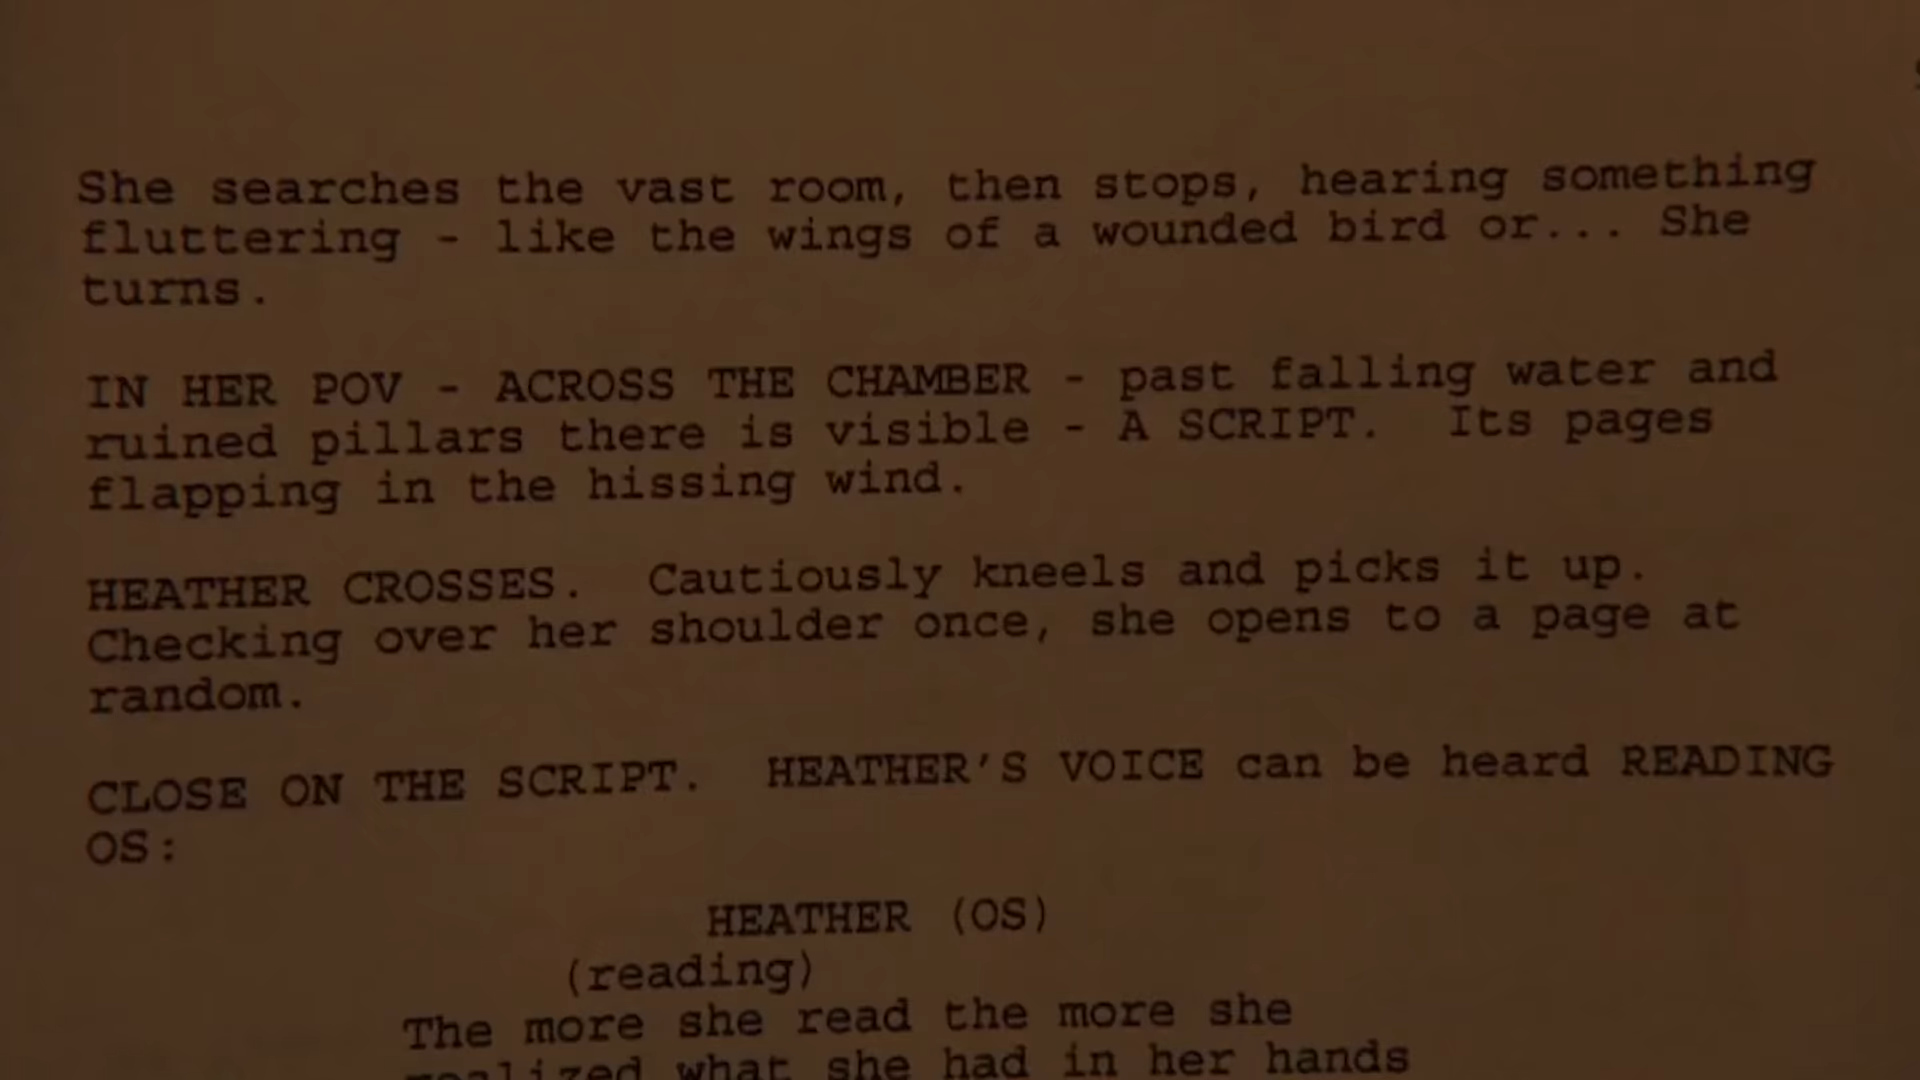 She searches the vast room, then stops, hearing something
fluttering - like the wings of a wounded bird or... She
turns.
IN HER POV - ACROSS THE CHAMBER - past falling water and
ruined pillars there is visible - A SCRIPT. Its pages
flapping in the hissing wind.
HEATHER CROSSES. Cautiously kneels and picks it up.
Checking over her shoulder once, she opens to a page at
random.
CLOSE ON THE SCRIPT. HEATHER'S VOICE can be heard READING
OS:
HEATHER (OS)
(reading)
The more she read the more she
realized what she had in her hands